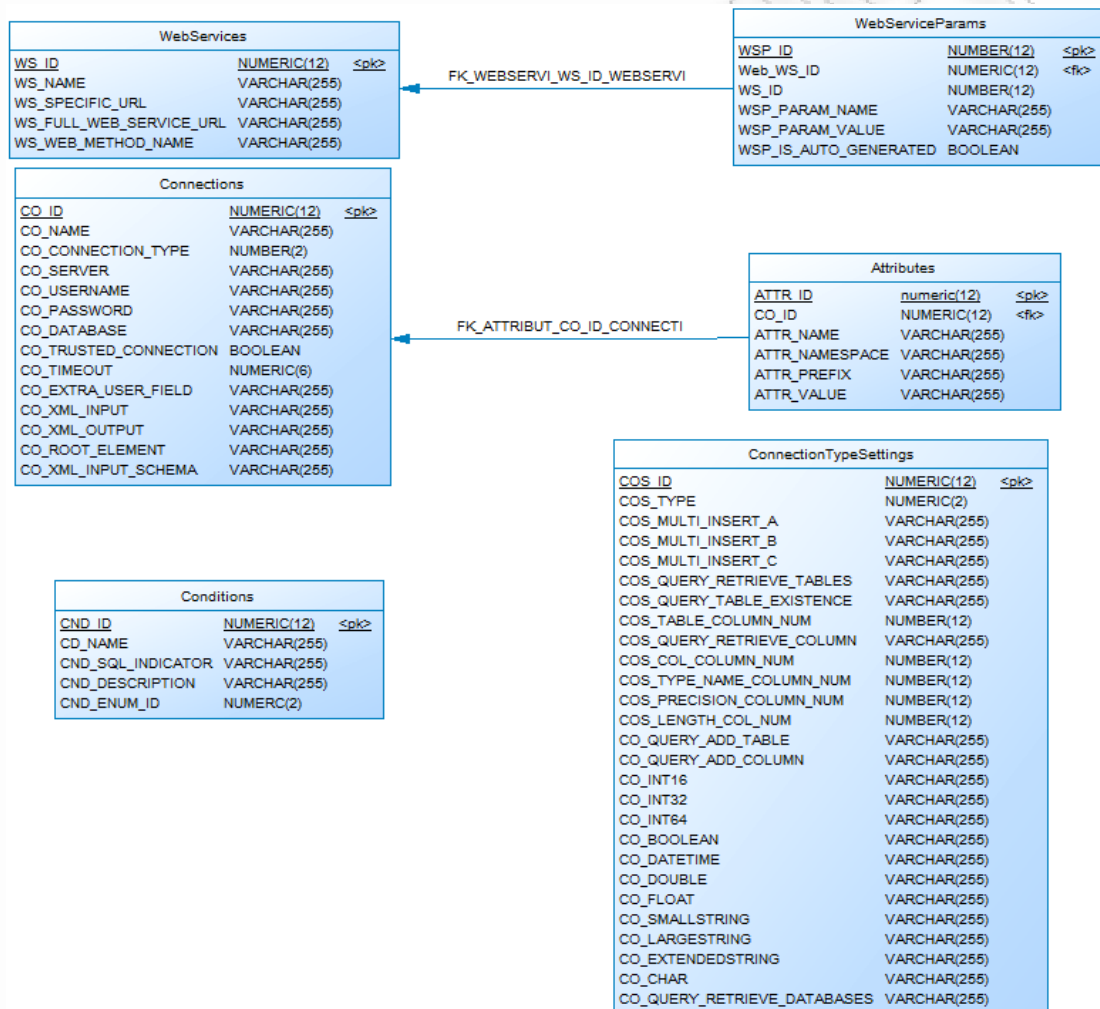 WebServices
WS_ID NUMERIC(12) <pk>
WS_NAME VARCHAR(255)
WS_SPECIFIC_URL VARCHAR(255)
WS_FULL_WEB_SERVICE_URL VARCHAR(255)
WS_WEB_METHOD_NAME VARCHAR(255)
FK_WEBSERVI_WS_ID_WEBSERVI
WebServiceParams
WSP_ID NUMBER(12) <pk>
Web_WS_ID NUMERIC(12) <fk>
WS_ID NUMBER(12)
WSP_PARAM_NAME VARCHAR(255)
WSP_PARAM_VALUE VARCHAR(255)
WSP_IS_AUTO_GENERATED BOOLEAN
Connections
CO_ID NUMERIC(12) <pk>
CO_NAME VARCHAR(255)
CO_CONNECTION_TYPE NUMBER(2)
CO_SERVER VARCHAR(255)
CO_USERNAME VARCHAR(255)
CO_PASSWORD VARCHAR(255)
CO_DATABASE VARCHAR(255)
CO_TRUSTED_CONNECTION BOOLEAN
CO_TIMEOUT NUMERIC(6)
CO_EXTRA_USER_FIELD VARCHAR(255)
CO_XML_INPUT VARCHAR(255)
CO_XML_OUTPUT VARCHAR(255)
CO_ROOT_ELEMENT VARCHAR(255)
CO_XML_INPUT_SCHEMA VARCHAR(255)
FK_ATTRIBUT_CO_ID_CONNECTI
Attributes
ATTR_ID numeric(12) <pk>
CO_ID NUMERIC(12) <fk>
ATTR_NAME VARCHAR(255)
ATTR_NAMESPACE VARCHAR(255)
ATTR_PREFIX VARCHAR(255)
ATTR_VALUE VARCHAR(255)
Conditions
CND_ID NUMERIC(12) <pk>
CD_NAME VARCHAR(255)
CND_SQL_INDICATOR VARCHAR(255)
CND_DESCRIPTION VARCHAR(255)
CND_ENUM_ID NUMERC(2)
ConnectionTypeSettings
COS_ID NUMERIC(12) <pk>
COS_TYPE NUMERIC(2)
COS_MULTI_INSERT_A VARCHAR(255)
COS_MULTI_INSERT_B VARCHAR(255)
COS_MULTI_INSERT_C VARCHAR(255)
COS_QUERY_RETRIEVE_TABLES VARCHAR(255)
COS_QUERY_TABLE_EXISTENCE VARCHAR(255)
COS_TABLE_COLUMN_NUM NUMBER(12)
COS_QUERY_RETRIEVE_COLUMN VARCHAR(255)
COS_COL_COLUMN_NUM NUMBER(12)
COS_TYPE_NAME_COLUMN_NUM NUMBER(12)
COS_PRECISION_COLUMN_NUM NUMBER(12)
COS_LENGTH_COL_NUM NUMBER(12)
CO_QUERY_ADD_TABLE VARCHAR(255)
CO_QUERY_ADD_COLUMN VARCHAR(255)
CO_INT16 VARCHAR(255)
CO_INT32 VARCHAR(255)
CO_INT64 VARCHAR(255)
CO_BOOLEAN VARCHAR(255)
CO_DATETIME VARCHAR(255)
CO_DOUBLE VARCHAR(255)
CO_FLOAT VARCHAR(255)
CO_SMALLSTRING VARCHAR(255)
CO_LARGESTRING VARCHAR(255)
CO_EXTENDEDSTRING VARCHAR(255)
CO_CHAR VARCHAR(255)
CO_QUERY_RETRIEVE_DATABASES VARCHAR(255)